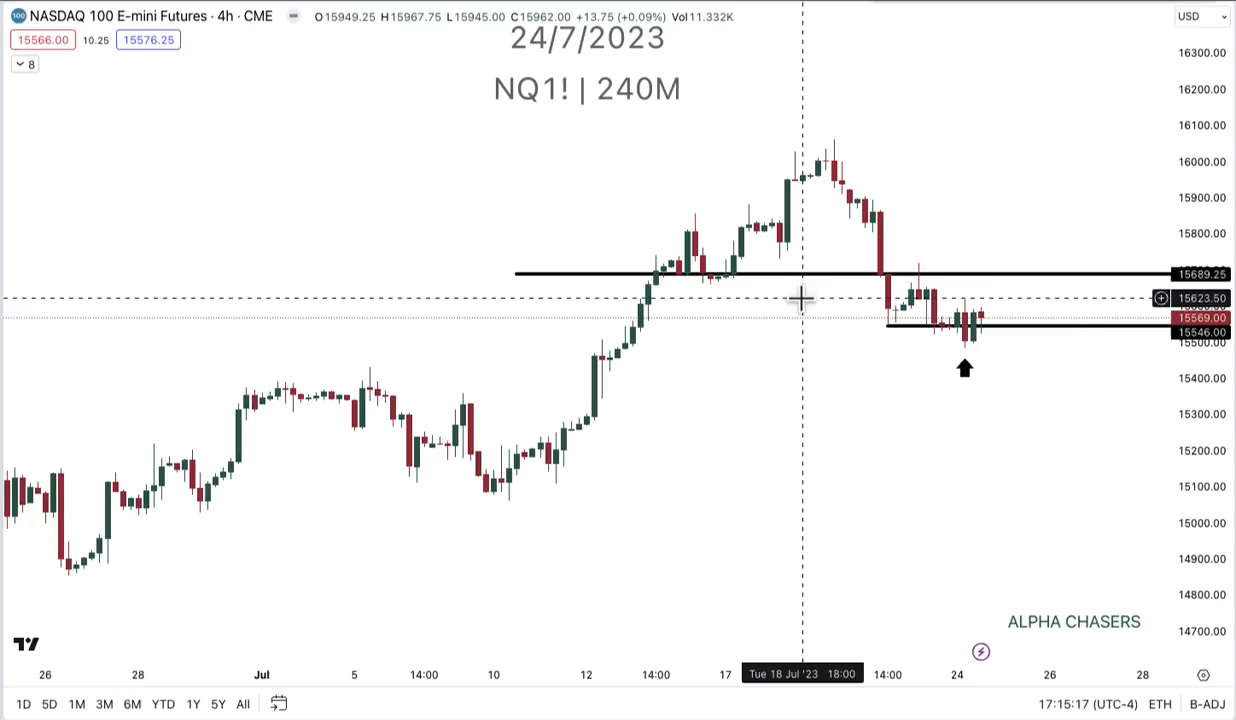 NASDAQ 100 E-mini Futures · 4h · CME
O15949.25 H15967.75 L15945.00 C15962.00 +13.75 (+0.09%) Vol11.332K
USD
15566.00 10.25 15576.25
8
24/7/2023
NQ1! | 240M
16300.00
16200.00
16100.00
16000.00
15900.00
15800.00
15689.25
15623.50
15569.00
15546.00
15500.00
15400.00
15300.00
15200.00
15100.00
15000.00
14900.00
14800.00
14700.00
ALPHA CHASERS
26 28 Jul 5 14:00 10 12 14:00 17 Tue 18 Jul '23 18:00 14:00 24 26 28
1D 5D 1M 3M 6M YTD 1Y 5Y All 17:15:17 (UTC-4) ETH B-ADJ